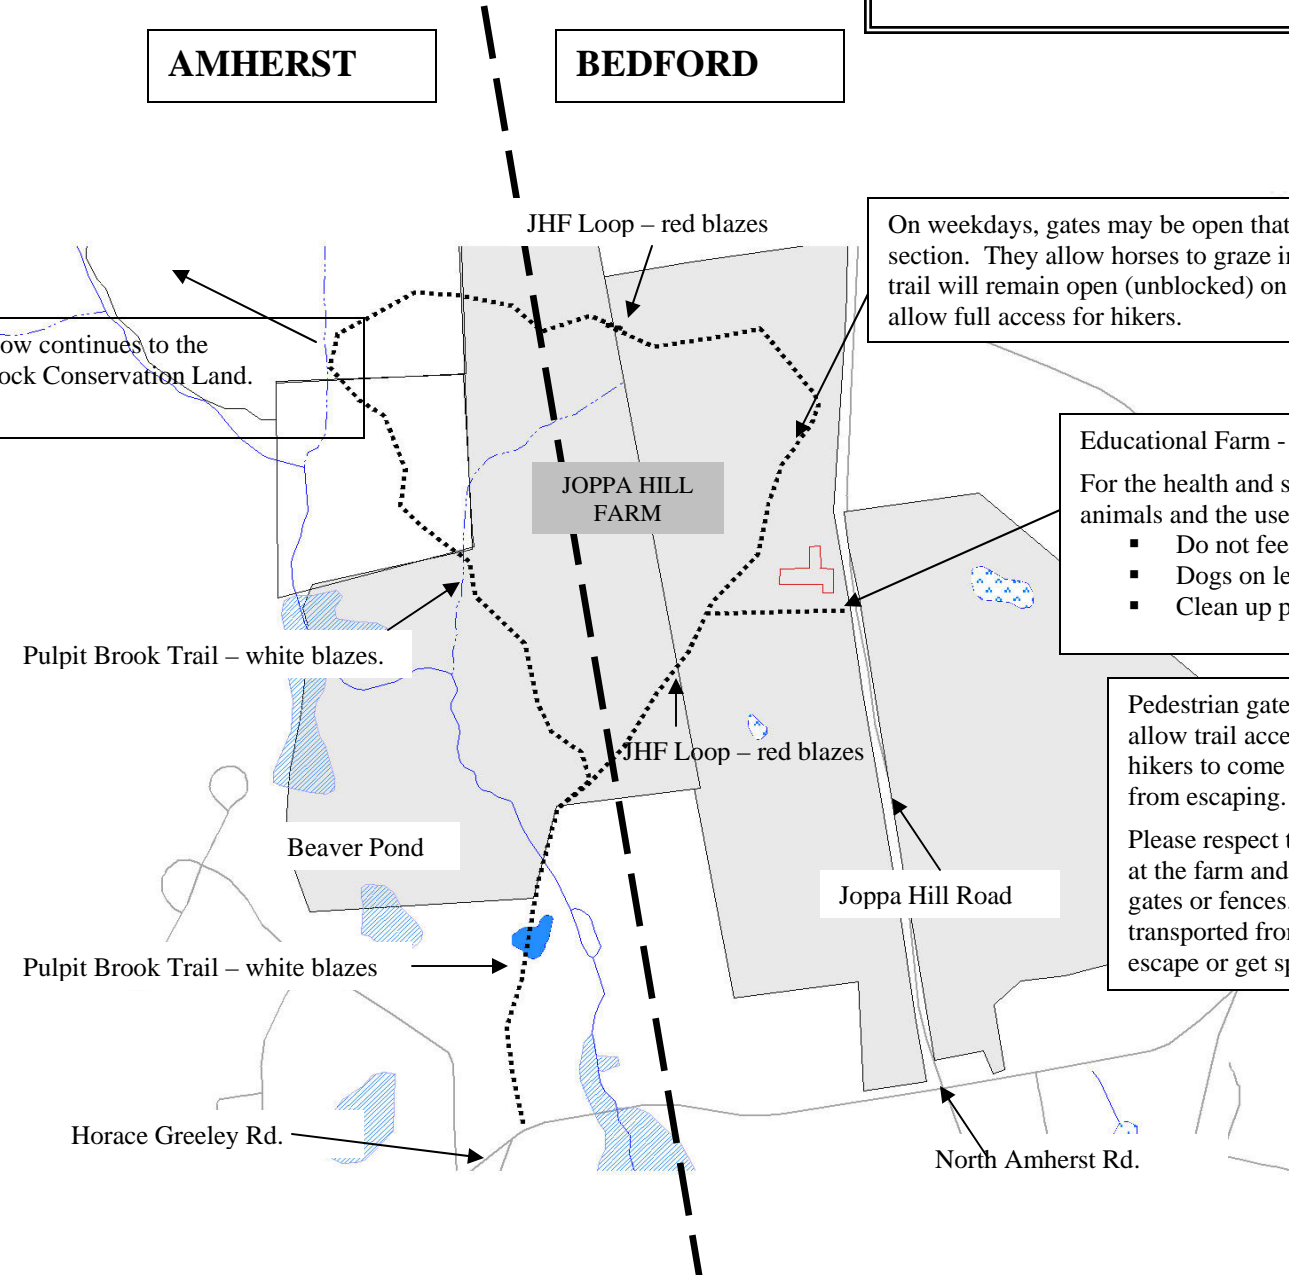 AMHERST
BEDFORD
JHF Loop – red blazes
On weekdays, gates may be open that
section. They allow horses to graze in
trail will remain open (unblocked) on
allow full access for hikers.
ow continues to the
ock Conservation Land.
Educational Farm -
For the health and s
animals and the use
▪ Do not fee
▪ Dogs on le
▪ Clean up p
JOPPA HILL
FARM
Pulpit Brook Trail – white blazes.
Pedestrian gate
allow trail acce
hikers to come
from escaping.
Please respect t
at the farm and
gates or fences.
transported fro
escape or get sp
JHF Loop – red blazes
Beaver Pond
Joppa Hill Road
Pulpit Brook Trail – white blazes
Horace Greeley Rd.
North Amherst Rd.